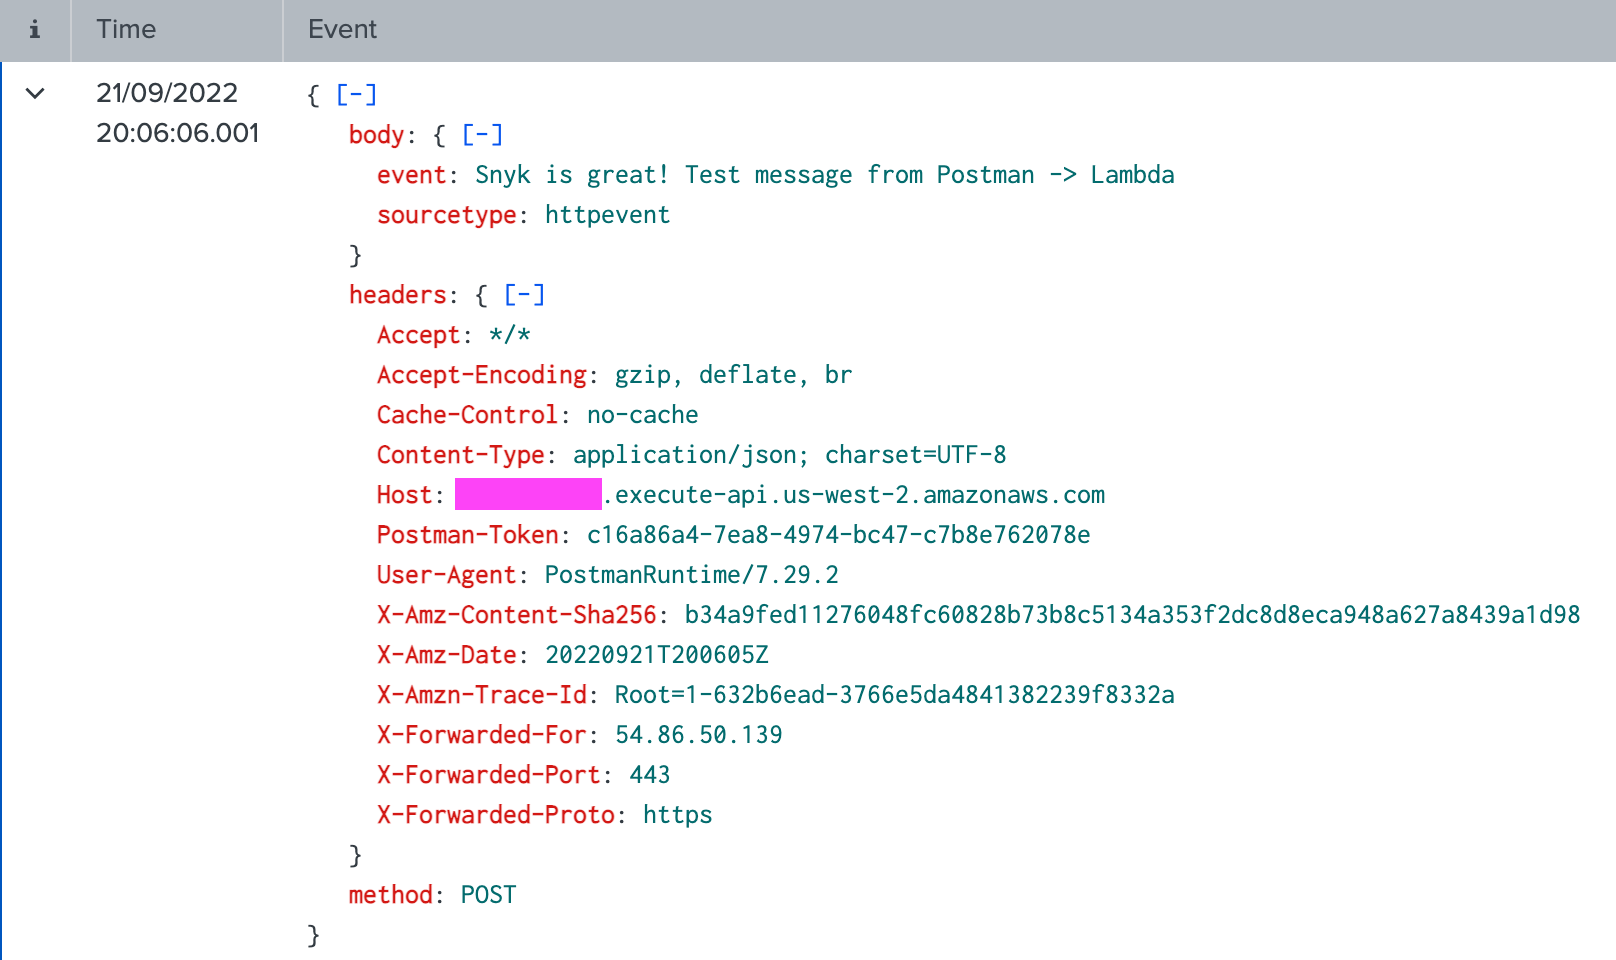 i Time Event
21/09/2022 { [-]
20:06:06.001 body: { [-]
event: Snyk is great! Test message from Postman -> Lambda
sourcetype: httpevent
}
headers: { [-]
Accept: */*
Accept-Encoding: gzip, deflate, br
Cache-Control: no-cache
Content-Type: application/json; charset=UTF-8
Host: .execute-api.us-west-2.amazonaws.com
Postman-Token: c16a86a4-7ea8-4974-bc47-c7b8e762078e
User-Agent: PostmanRuntime/7.29.2
X-Amz-Content-Sha256: b34a9fed11276048fc60828b73b8c5134a353f2dc8d8eca948a627a8439a1d98
X-Amz-Date: 20220921T200605Z
X-Amzn-Trace-Id: Root=1-632b6ead-3766e5da4841382239f8332a
X-Forwarded-For: 54.86.50.139
X-Forwarded-Port: 443
X-Forwarded-Proto: https
}
method: POST
}